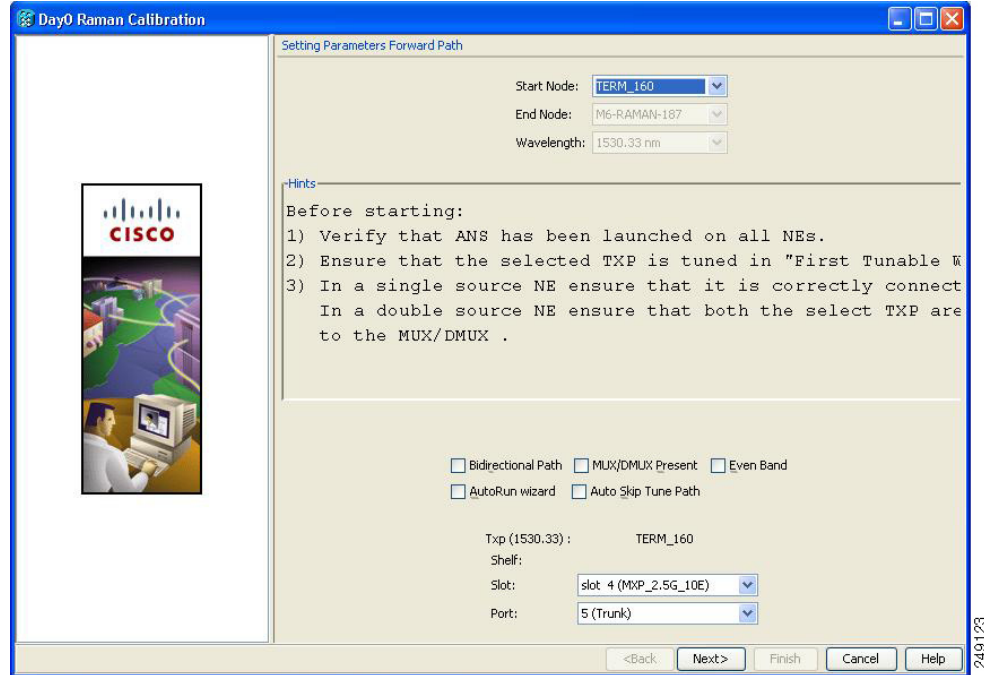 Day0 Raman Calibration
Setting Parameters Forward Path
Start Node: TERM_160
End Node: M6-RAMAN-187
Wavelength: 1530.33 nm
CISCO
Hints
Before starting:
1) Verify that ANS has been launched on all NEs.
2) Ensure that the selected TXP is tuned in "First Tunable
3) In a single source NE ensure that it is correctly connect
In a double source NE ensure that both the select TXP are
to the MUX/DMUX .
Bidirectional Path MUX/DMUX Present Even Band
AutoRun wizard Auto Skip Tune Path
Txp (1530.33) : TERM_160
Shelf:
Slot: slot 4 (MXP_2.5G_10E)
Port: 5 (Trunk)
<Back Next> Finish Cancel Help
249123